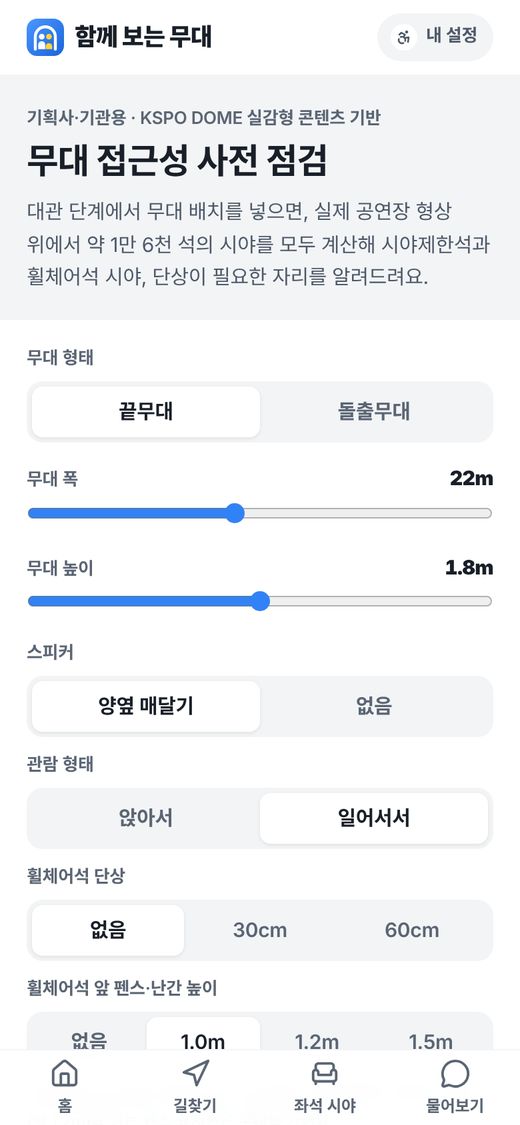 함께 보는 무대
내 설정
기획사·기관용 · KSPO DOME 실감형 콘텐츠 기반
무대 접근성 사전 점검
대관 단계에서 무대 배치를 넣으면, 실제 공연장 형상
위에서 약 1만 6천 석의 시야를 모두 계산해 시야제한석과
휠체어석 시야, 단상이 필요한 자리를 알려드려요.
무대 형태
끝무대
돌출무대
무대 폭
22m
무대 높이
1.8m
스피커
양옆 매달기
없음
관람 형태
앉아서
일어서서
휠체어석 단상
없음
30cm
60cm
휠체어석 앞 펜스·난간 높이
없음
1.0m
1.2m
1.5m
홈
길찾기
좌석 시야
물어보기